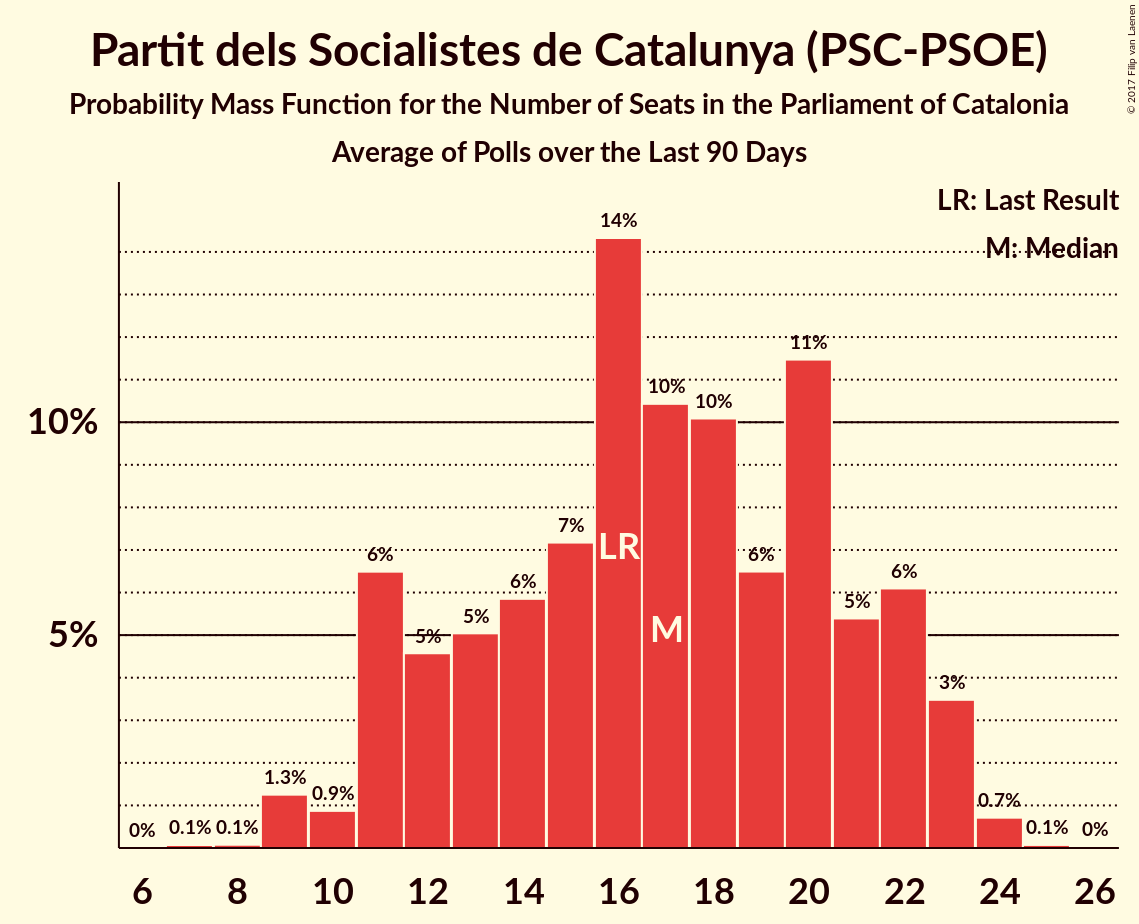 Partit dels Socialistes de Catalunya (PSC-PSOE)
Probability Mass Function for the Number of Seats in the Parliament of Catalonia
Average of Polls over the Last 90 Days
© 2017 Filip van Laenen
LR: Last Result
M: Median
14%
11%
10%
10%
10%
7%
LR
6%
6%
6%
6%
5%
5%
5%
5%
M
3%
1.3%
0.9%
0.7%
0%
0.1%
0.1%
0.1%
0%
6 8 10 12 14 16 18 20 22 24 26